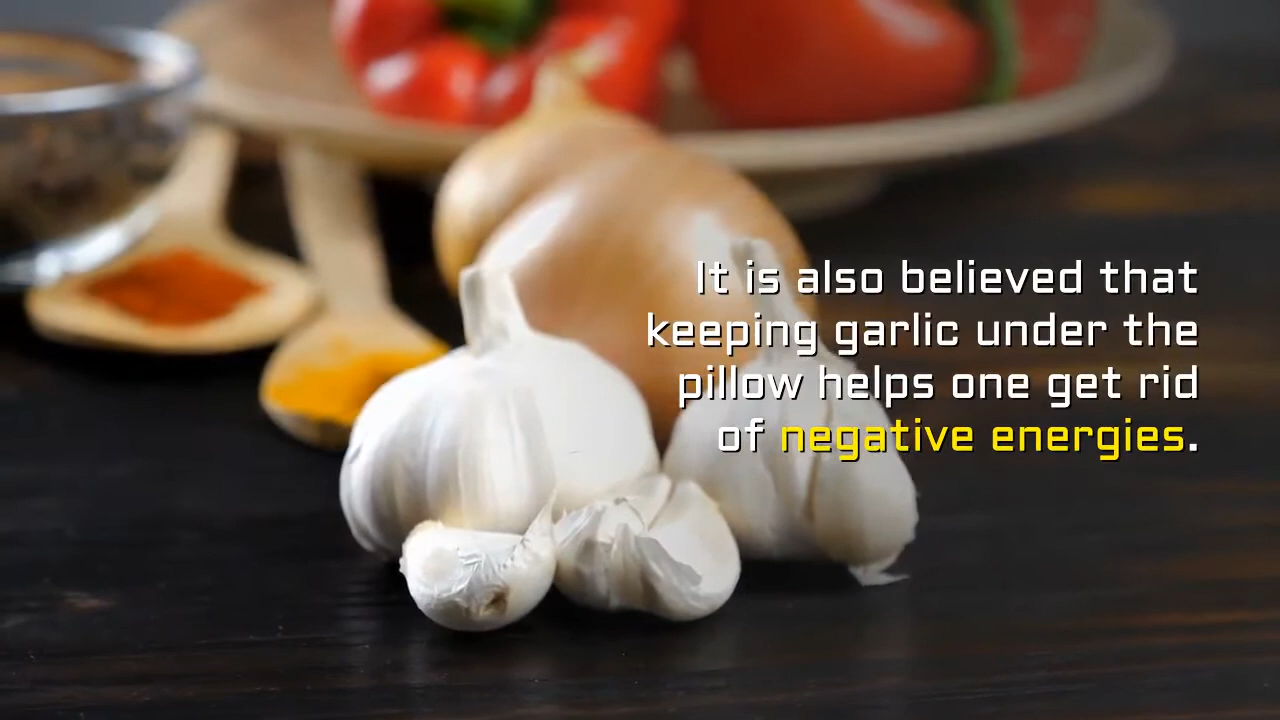 It is also believed that
keeping garlic under the
pillow helps one get rid
of negative energies.